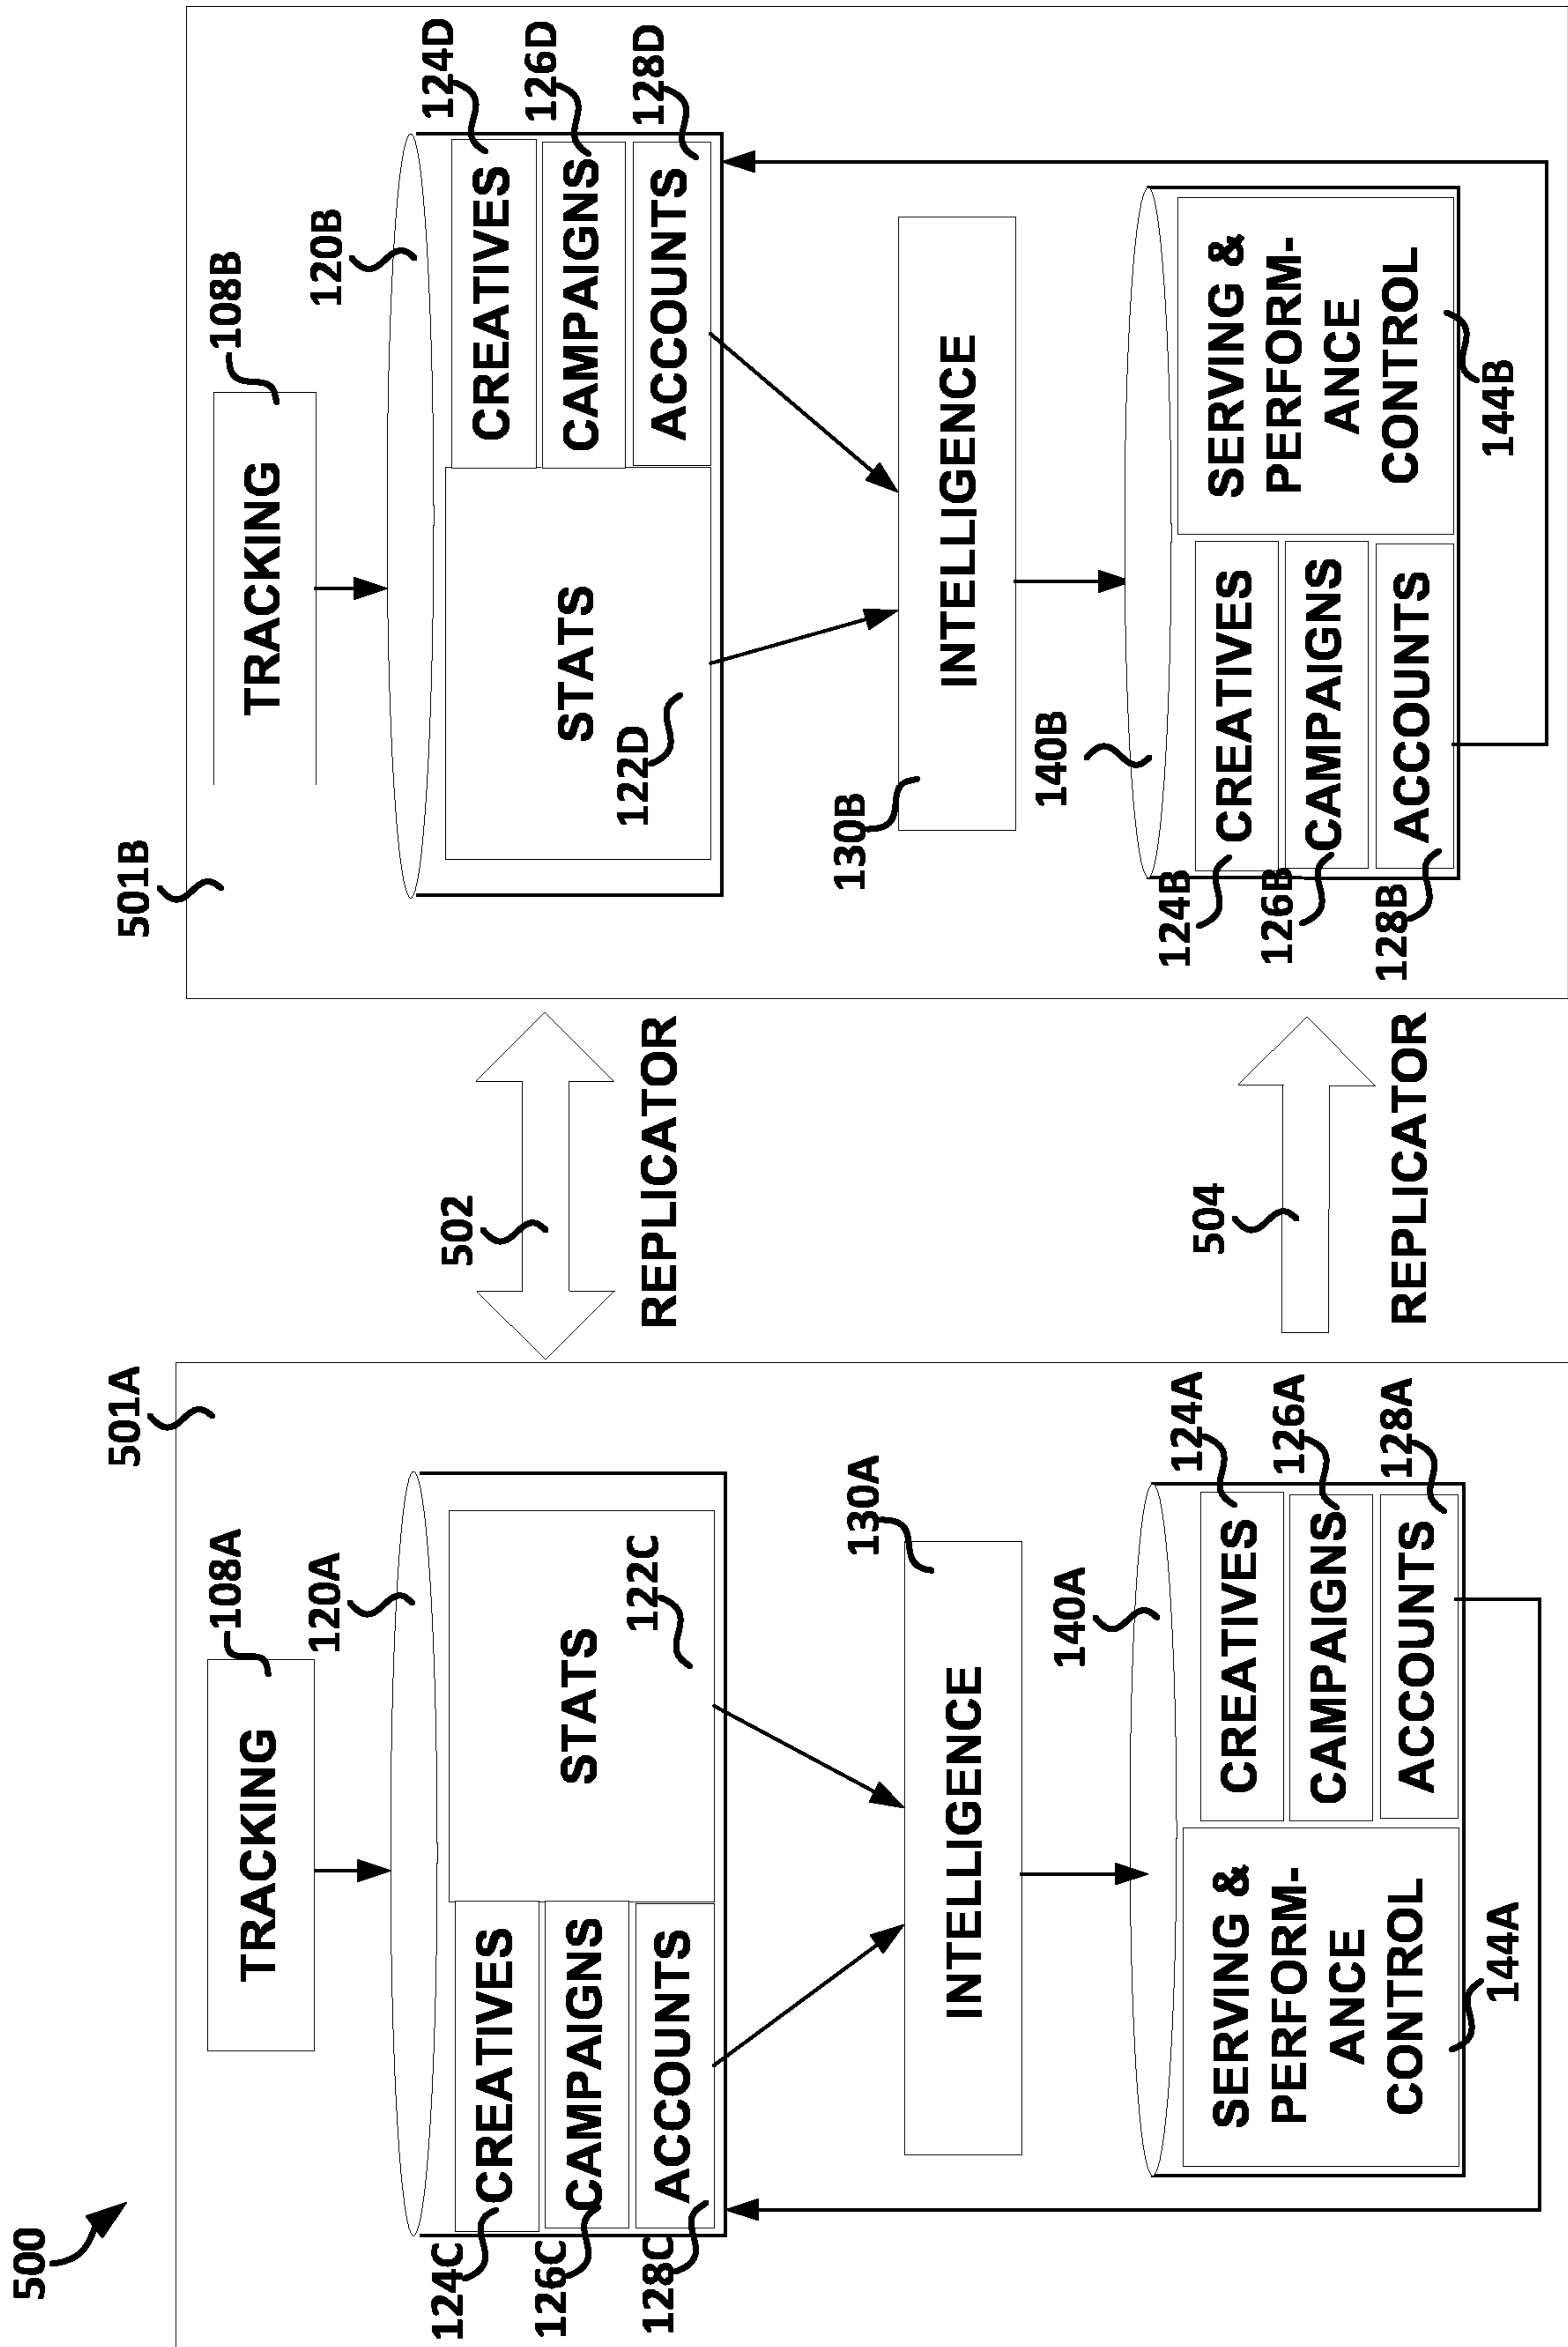 500
501A
TRACKING
108A
120A
CREATIVES
CAMPAIGNS
ACCOUNTS
STATS
122C
124C
126C
128C
INTELLIGENCE
130A
140A
SERVING &
PERFORM-
ANCE
CONTROL
144A
CREATIVES
CAMPAIGNS
ACCOUNTS
124A
126A
128A
502
REPLICATOR
504
REPLICATOR
501B
TRACKING
108B
120B
STATS
122D
CREATIVES
CAMPAIGNS
ACCOUNTS
124D
126D
128D
INTELLIGENCE
130B
140B
CREATIVES
CAMPAIGNS
ACCOUNTS
124B
126B
128B
SERVING &
PERFORM-
ANCE
CONTROL
144B